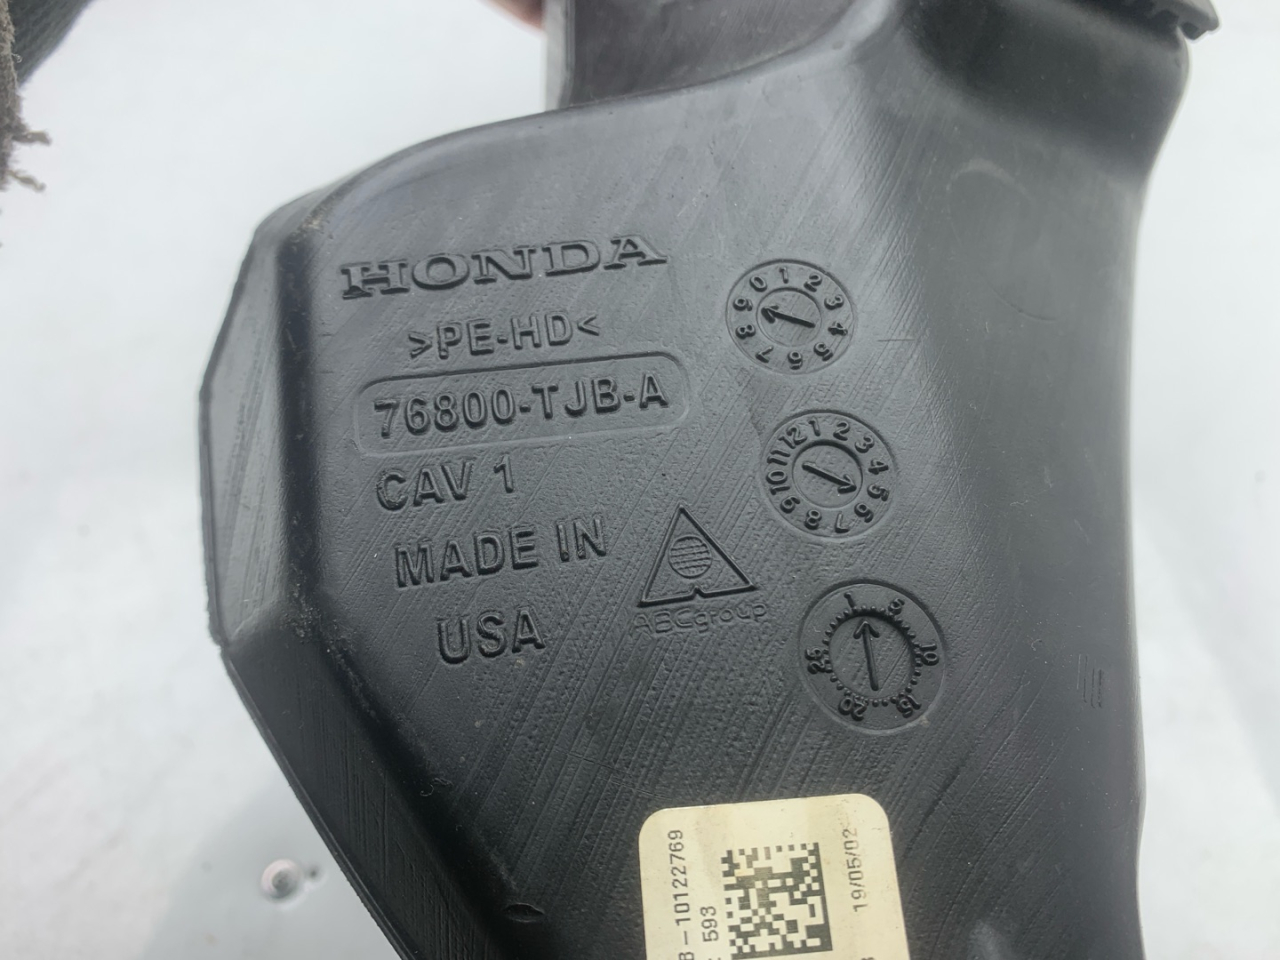 HONDA
>PE-HD<
76800-TJB-A
CAV 1
MADE IN
USA
ABCgroup
0 1 2 3 4 5 6 7 8 9
1 2 3 4 5 6 7 8 9 10 11 12
1 5 10 15 20 25
B-10122769
593
19/05/02